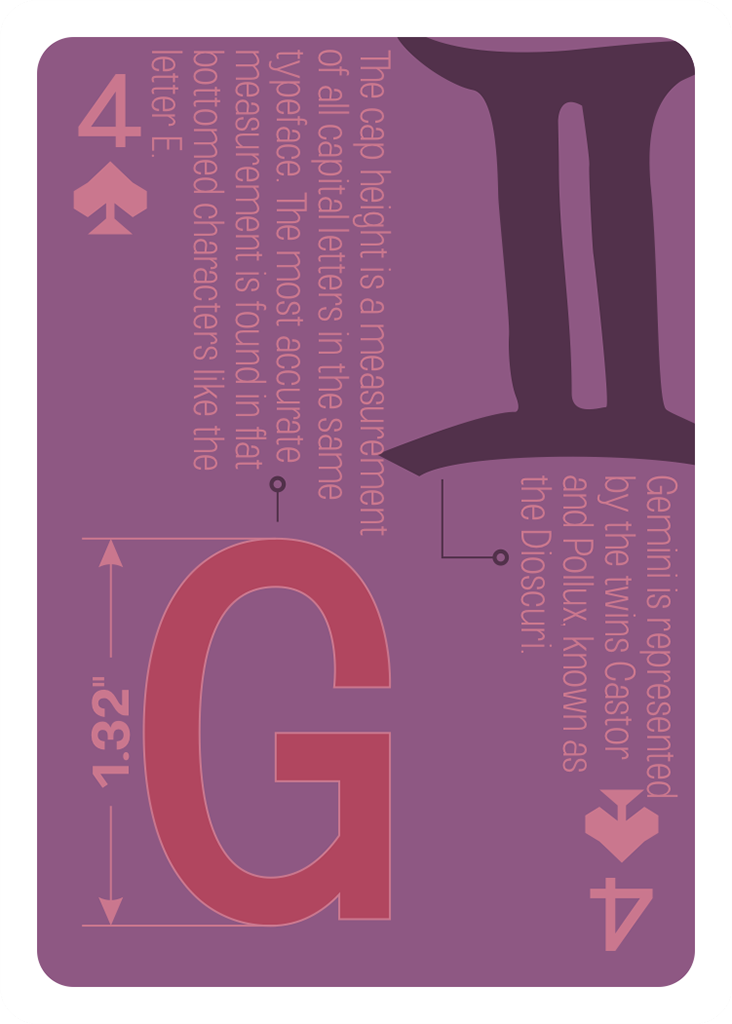 4
The cap height is a measurement
of all capital letters in the same
typeface. The most accurate
measurement is found in flat
bottomed characters like the
letter E.
G
1.32"
Gemini is represented
by the twins Castor
and Pollux, known as
the Dioscuri.
4